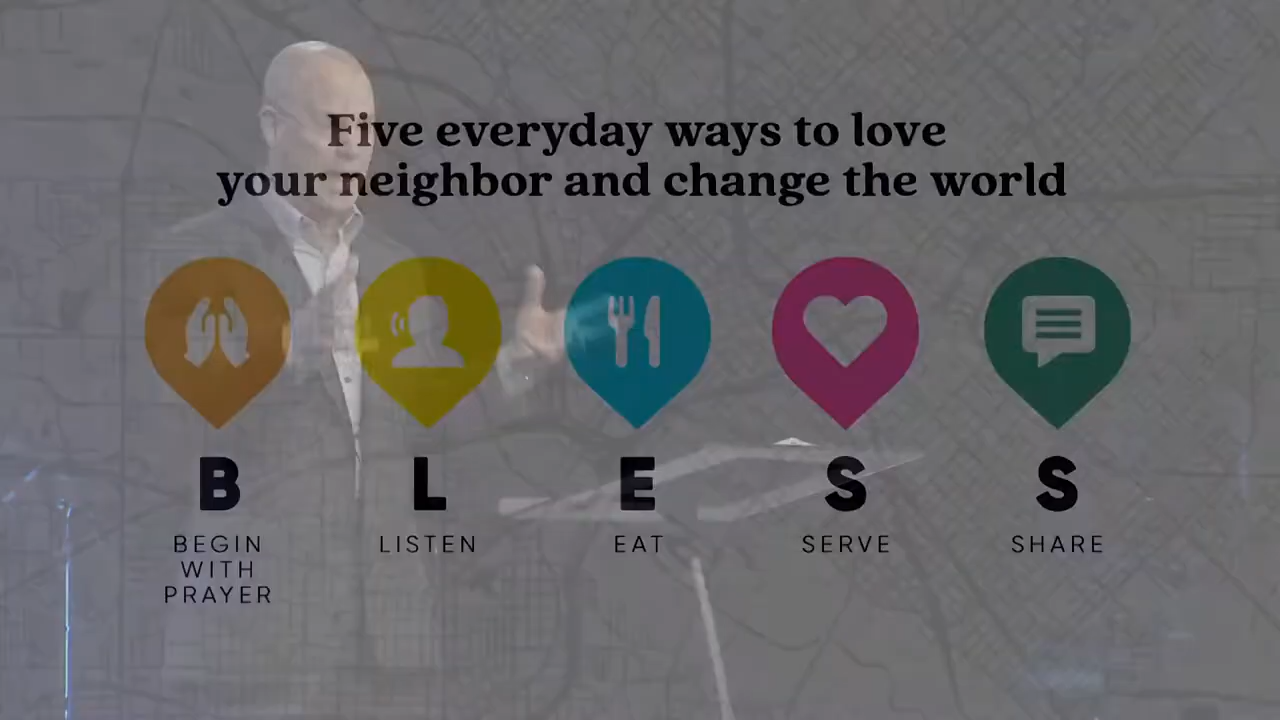 Five everyday ways to love
your neighbor and change the world
B L E S S
BEGIN WITH PRAYER
LISTEN
EAT
SERVE
SHARE